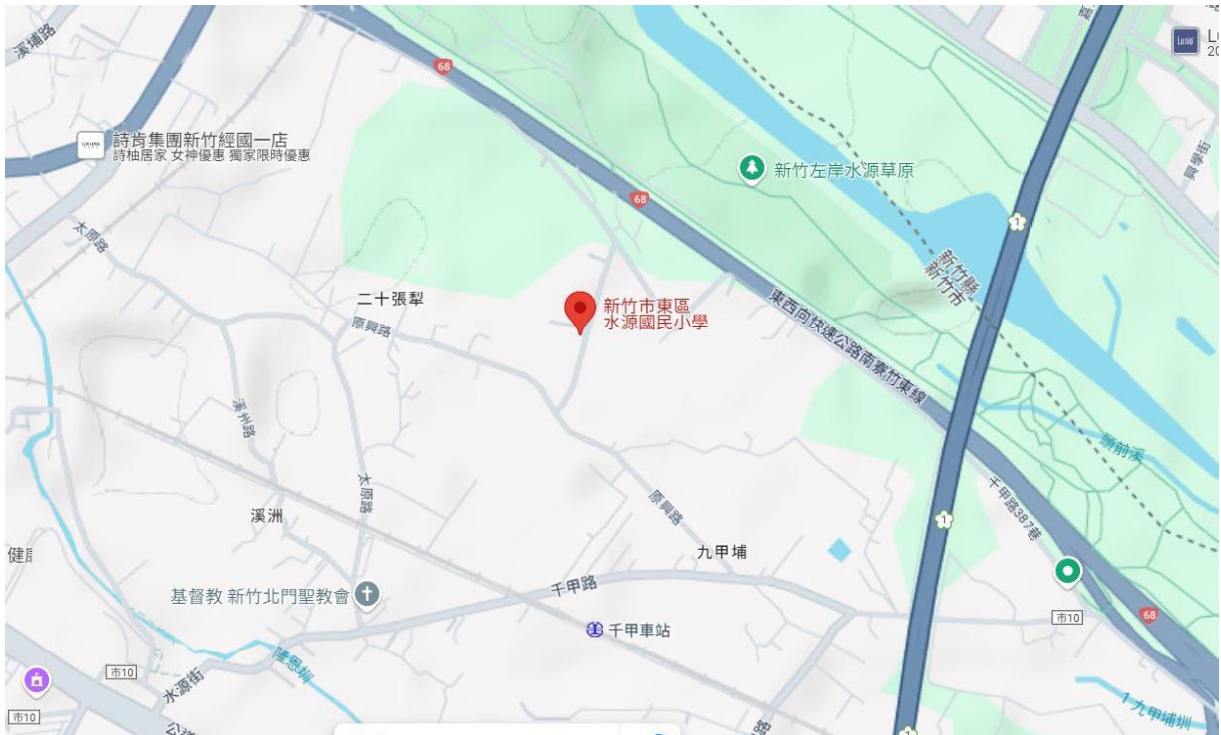 溪埔路
68
詩肯集團新竹經國一店
詩柚居家 女神優惠 獨家限時優惠
新竹左岸水源草原
興學街
太原路
68
1
新竹縣
新竹市
二十張犁
新竹市東區
水源國民小學
原興路
東西向快速公路南寮竹東線
溪州路
頭前溪
太原路
原興路
千甲路387巷
溪洲
1
九甲埔
健康
千甲路
基督教 新竹北門聖教會
市10
68
千甲車站
隆恩圳
市10
水源街
九甲埔圳
市10
1